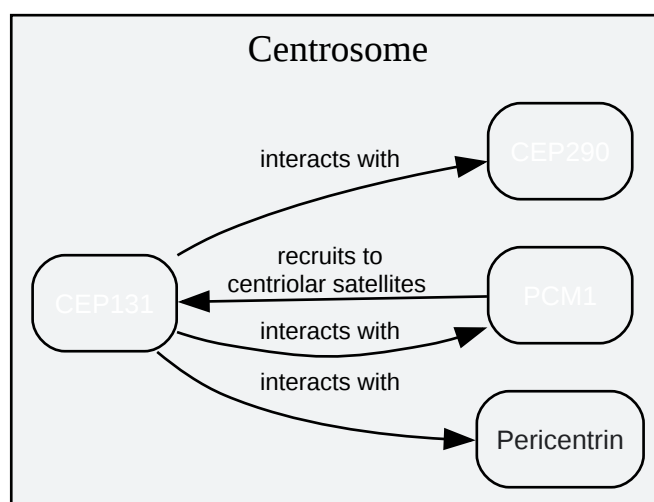 Centrosome
interacts with
CEP290
recruits to
centriolar satellites
CEP131
PCM1
interacts with
interacts with
Pericentrin